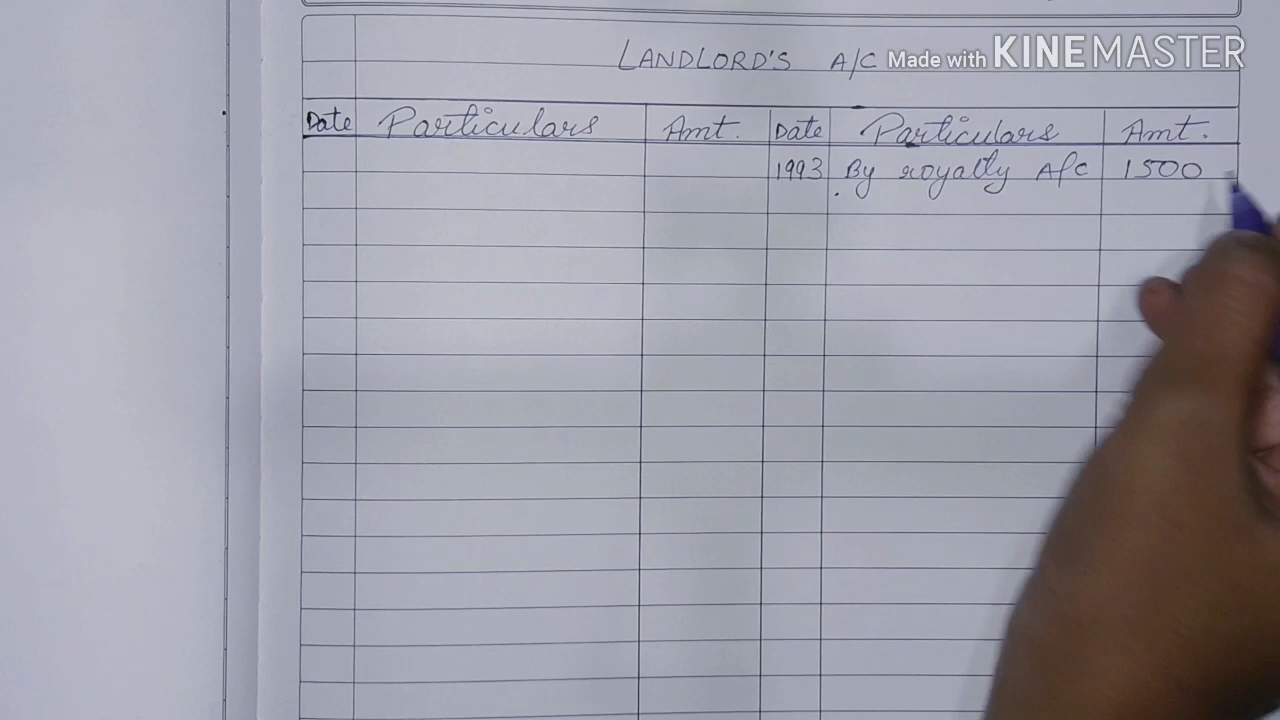 LANDLORD'S A/C
Made with KINEMASTER
Date Particulars Amt. Date Particulars Amt.
1993 By royalty A/c 1500